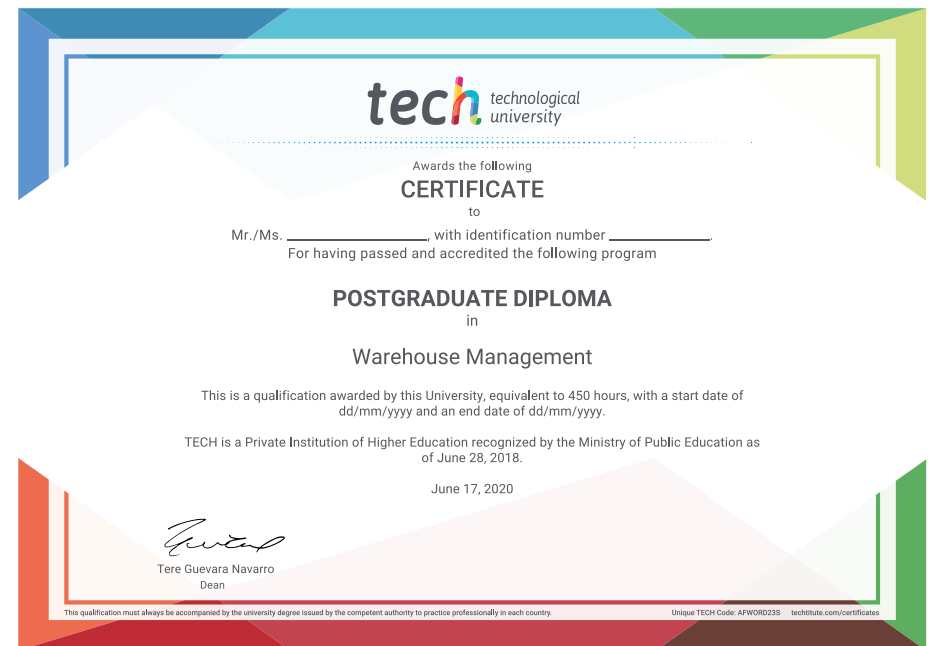 tech technological
university
Awards the following
CERTIFICATE
to
Mr./Ms. ____________, with identification number ____________.
For having passed and accredited the following program
POSTGRADUATE DIPLOMA
in
Warehouse Management
This is a qualification awarded by this University, equivalent to 450 hours, with a start date of
dd/mm/yyyy and an end date of dd/mm/yyyy.
TECH is a Private Institution of Higher Education recognized by the Ministry of Public Education as
of June 28, 2018.
June 17, 2020
Tere Guevara Navarro
Dean
This qualification must always be accompanied by the university degree issued by the competent authority to practice professionally in each country.
Unique TECH Code: AFWORD23S techtitute.com/certificates